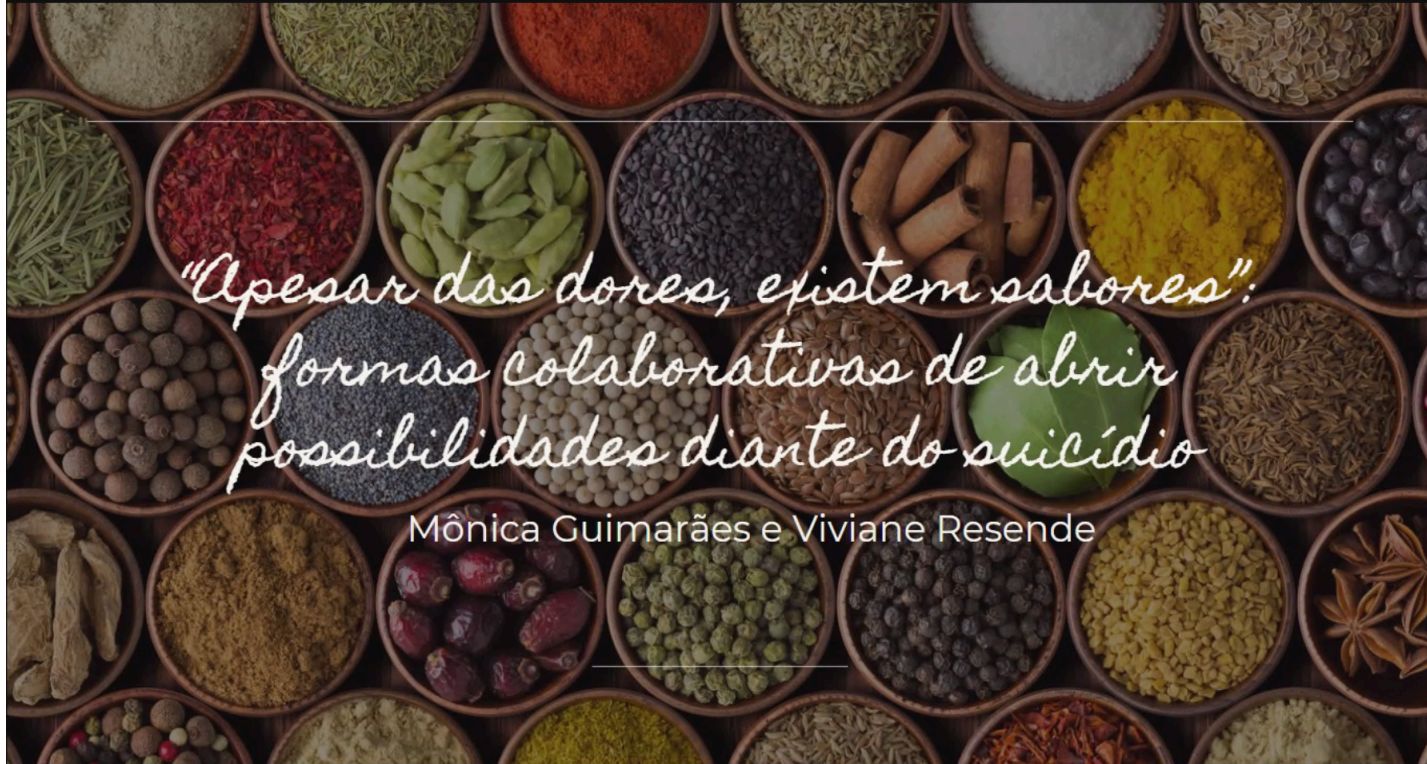 "Apesar das dores, existem sabores":
formas colaborativas de abrir
possibilidades diante do suicídio
Mônica Guimarães e Viviane Resende